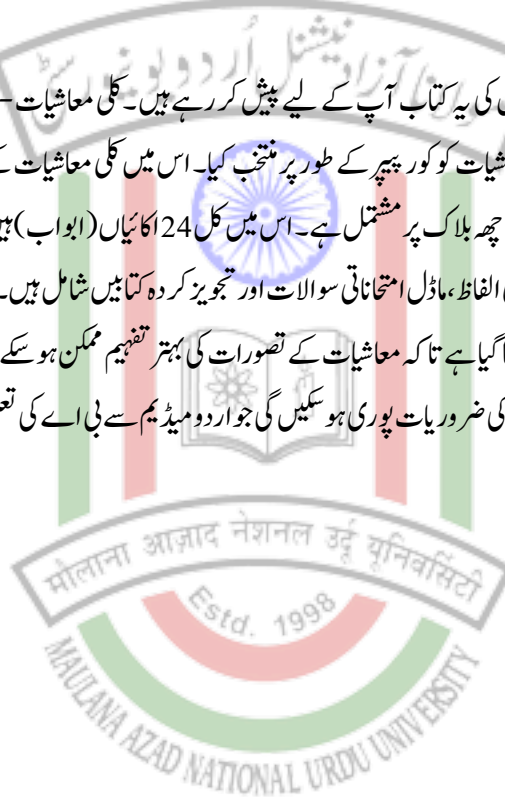 مولانا آزاد نیشنل اُردو یونیورسٹی
کی یہ کتاب آپ کے لیے پیش کر رہے ہیں۔ کلی معاشیات –
شیات کو کور پیپر کے طور پر منتخب کیا۔ اس میں کلی معاشیات کے
چھ بلاک پر مشتمل ہے۔ اس میں کل 24 اکائیاں (ابواب) ہیں
الفاظ، ماڈل امتحاناتی سوالات اور تجویز کردہ کتابیں شامل ہیں۔
گیا ہے تاکہ معاشیات کے تصورات کی بہتر تفہیم ممکن ہو سکے
کی ضروریات پوری ہو سکیں گی جو اردو میڈیم سے بی اے کی تع
मौलाना आज़ाद नेशनल उर्दू यूनिवर्सिटी
Estd. 1998
MAULANA AZAD NATIONAL URDU UNIVERSITY